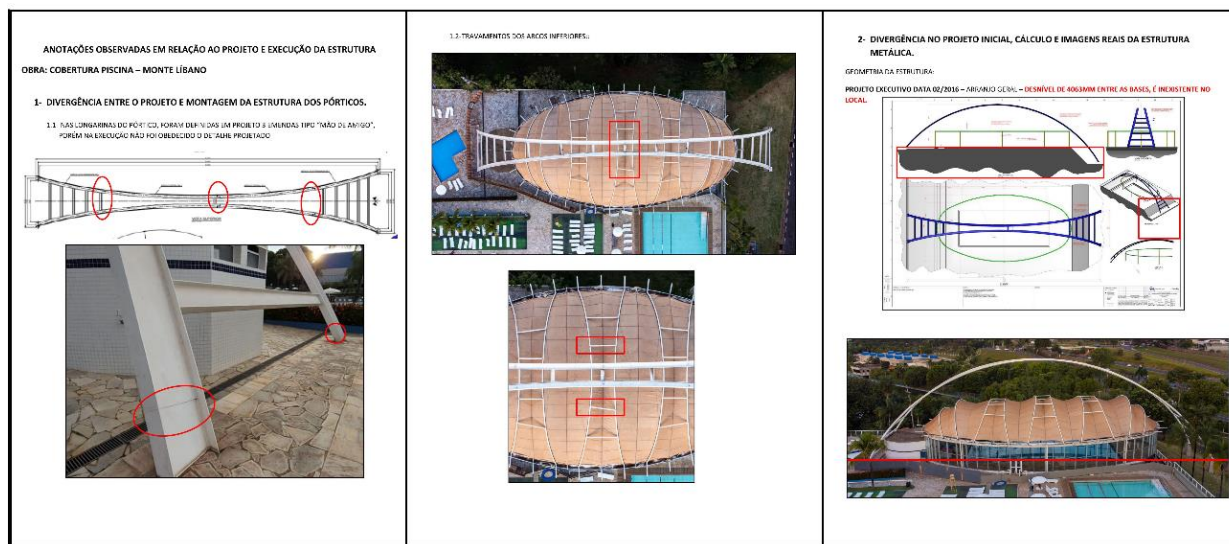 ANOTAÇÕES OBSERVADAS EM RELAÇÃO AO PROJETO E EXECUÇÃO DA ESTRUTURA
OBRA: COBERTURA PISCINA – MONTE LÍBANO
1- DIVERGÊNCIA ENTRE O PROJETO E MONTAGEM DA ESTRUTURA DOS PÓRTICOS.
1.1 NAS LONGARINAS DO PÓRTICO, FORAM DEFINIDAS EM PROJETO 3 EMENDAS TIPO "MÃO DE AMIGO",
PORÉM NA EXECUÇÃO NÃO FOI OBEDECIDO O DETALHE PROJETADO
1.2-TRAVAMENTOS DOS ARCOS INFERIORES:
2- DIVERGÊNCIA NO PROJETO INICIAL, CÁLCULO E IMAGENS REAIS DA ESTRUTURA
METÁLICA.
GEOMETRIA DA ESTRUTURA:
PROJETO EXECUTIVO DATA 02/2016 – ARRANJO GERAL – DESNÍVEL DE 4063MM ENTRE AS BASES, É INEXISTENTE NO
LOCAL.